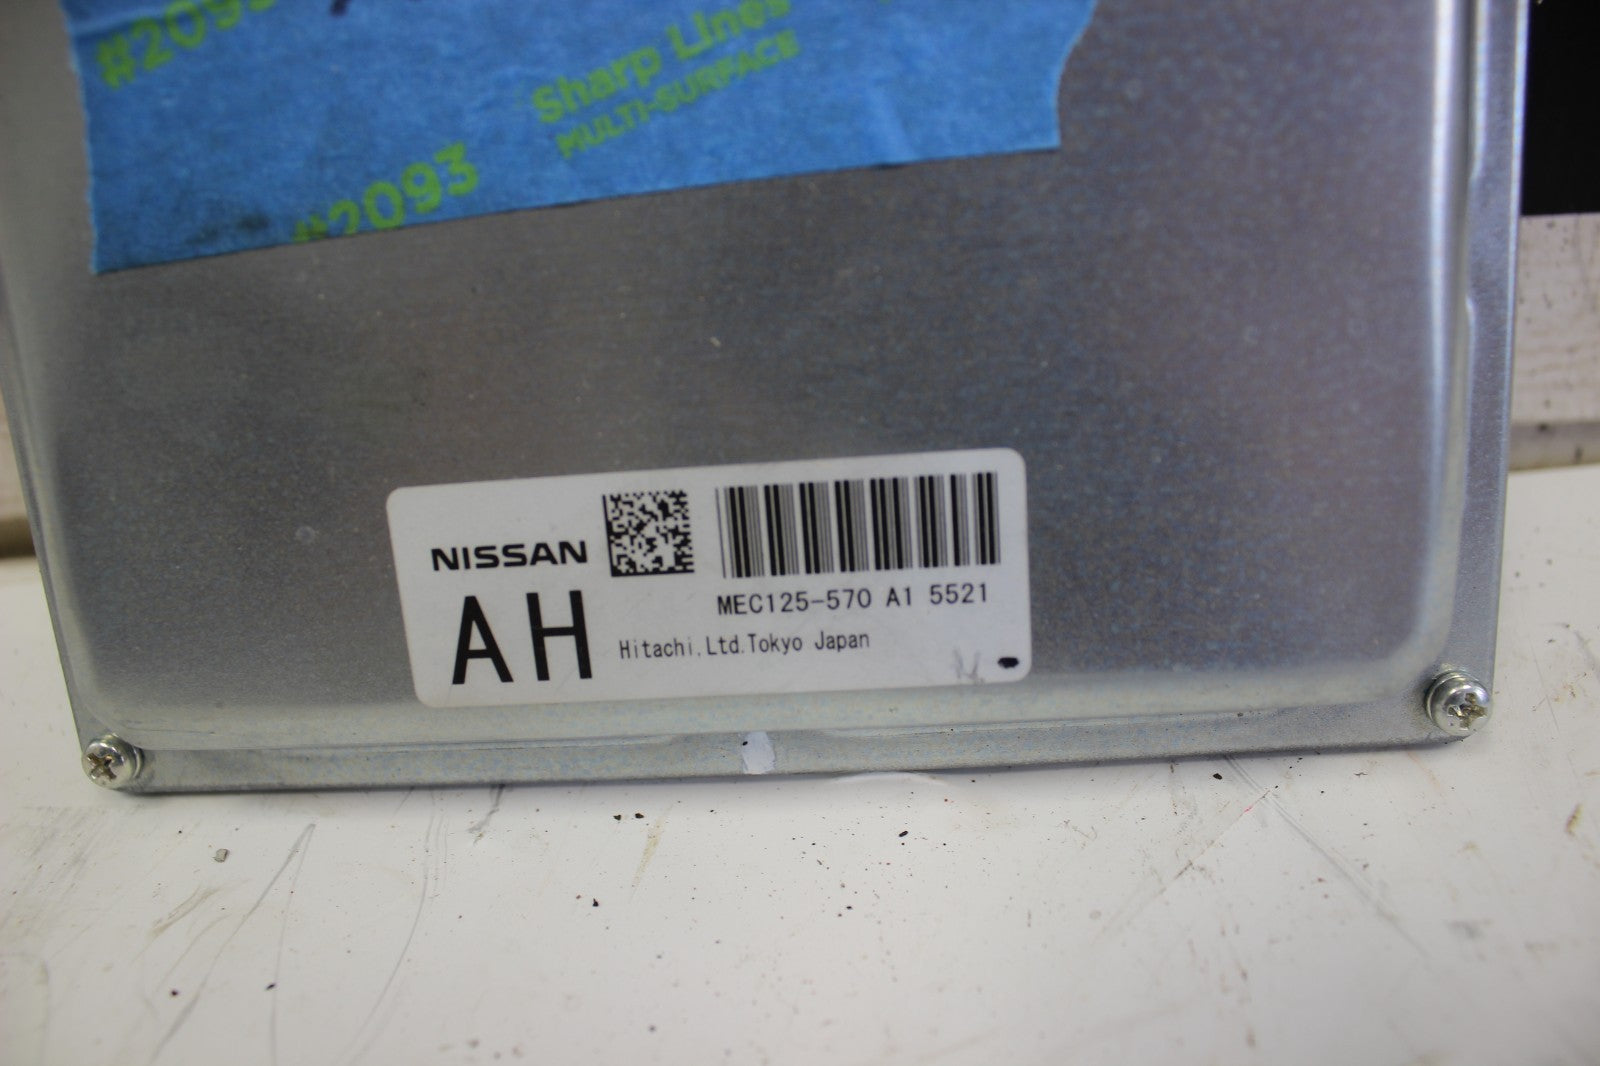 #2093
Sharp Lines
MULTI-SURFACE
#2093
NISSAN
MEC125-570 A1 5521
AH
Hitachi,Ltd.Tokyo Japan